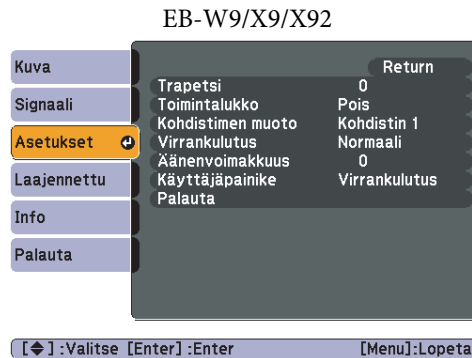 EB-W9/X9/X92
Kuva
Signaali
Asetukset
Laajennettu
Info
Palauta
Return
Trapetsi 0
Toimintalukko Pois
Kohdistimen muoto Kohdistin 1
Virrankulutus Normaali
Äänenvoimakkuus 0
Käyttäjäpainike Virrankulutus
Palauta
[◆] :Valitse [Enter] :Enter [Menu]:Lopeta